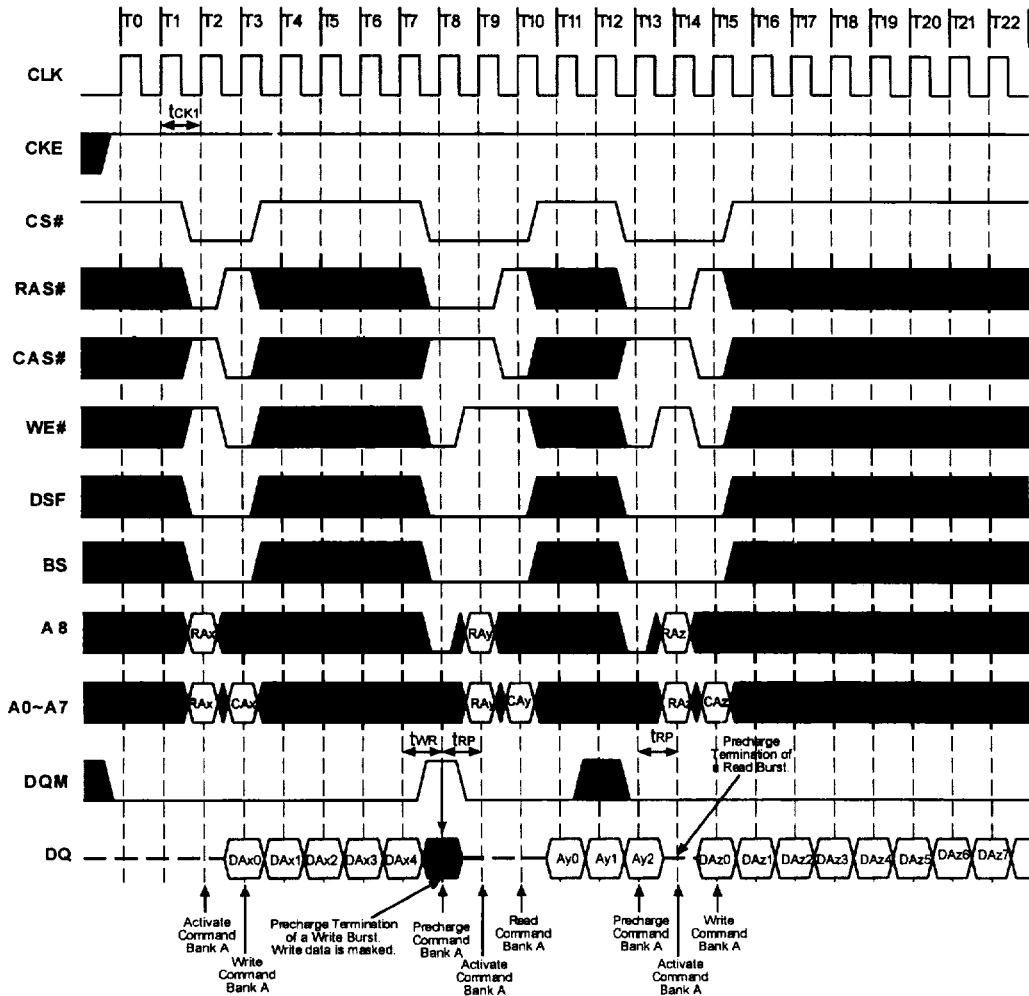 T0 T1 T2 T3 T4 T5 T6 T7 T8 T9 T10 T11 T12 T13 T14 T15 T16 T17 T18 T19 T20 T21 T22
CLK
tCK1
CKE
CS#
RAS#
CAS#
WE#
DSF
BS
A8
RAx RAy RAz
A0~A7
RAx CAx RAy CAy RAz CAz
tWR tRP tRP
Precharge
Termination of
a Read Burst
DQM
DQ
DAx0 DAx1 DAx2 DAx3 DAx4 Ay0 Ay1 Ay2 DAz0 DAz1 DAz2 DAz3 DAz4 DAz5 DAz6 DAz7
Activate
Command
Bank A
Write
Command
Bank A
Precharge Termination
of a Write Burst.
Write data is masked.
Precharge
Command
Bank A
Activate
Command
Bank A
Read
Command
Bank A
Precharge
Command
Bank A
Activate
Command
Bank A
Write
Command
Bank A